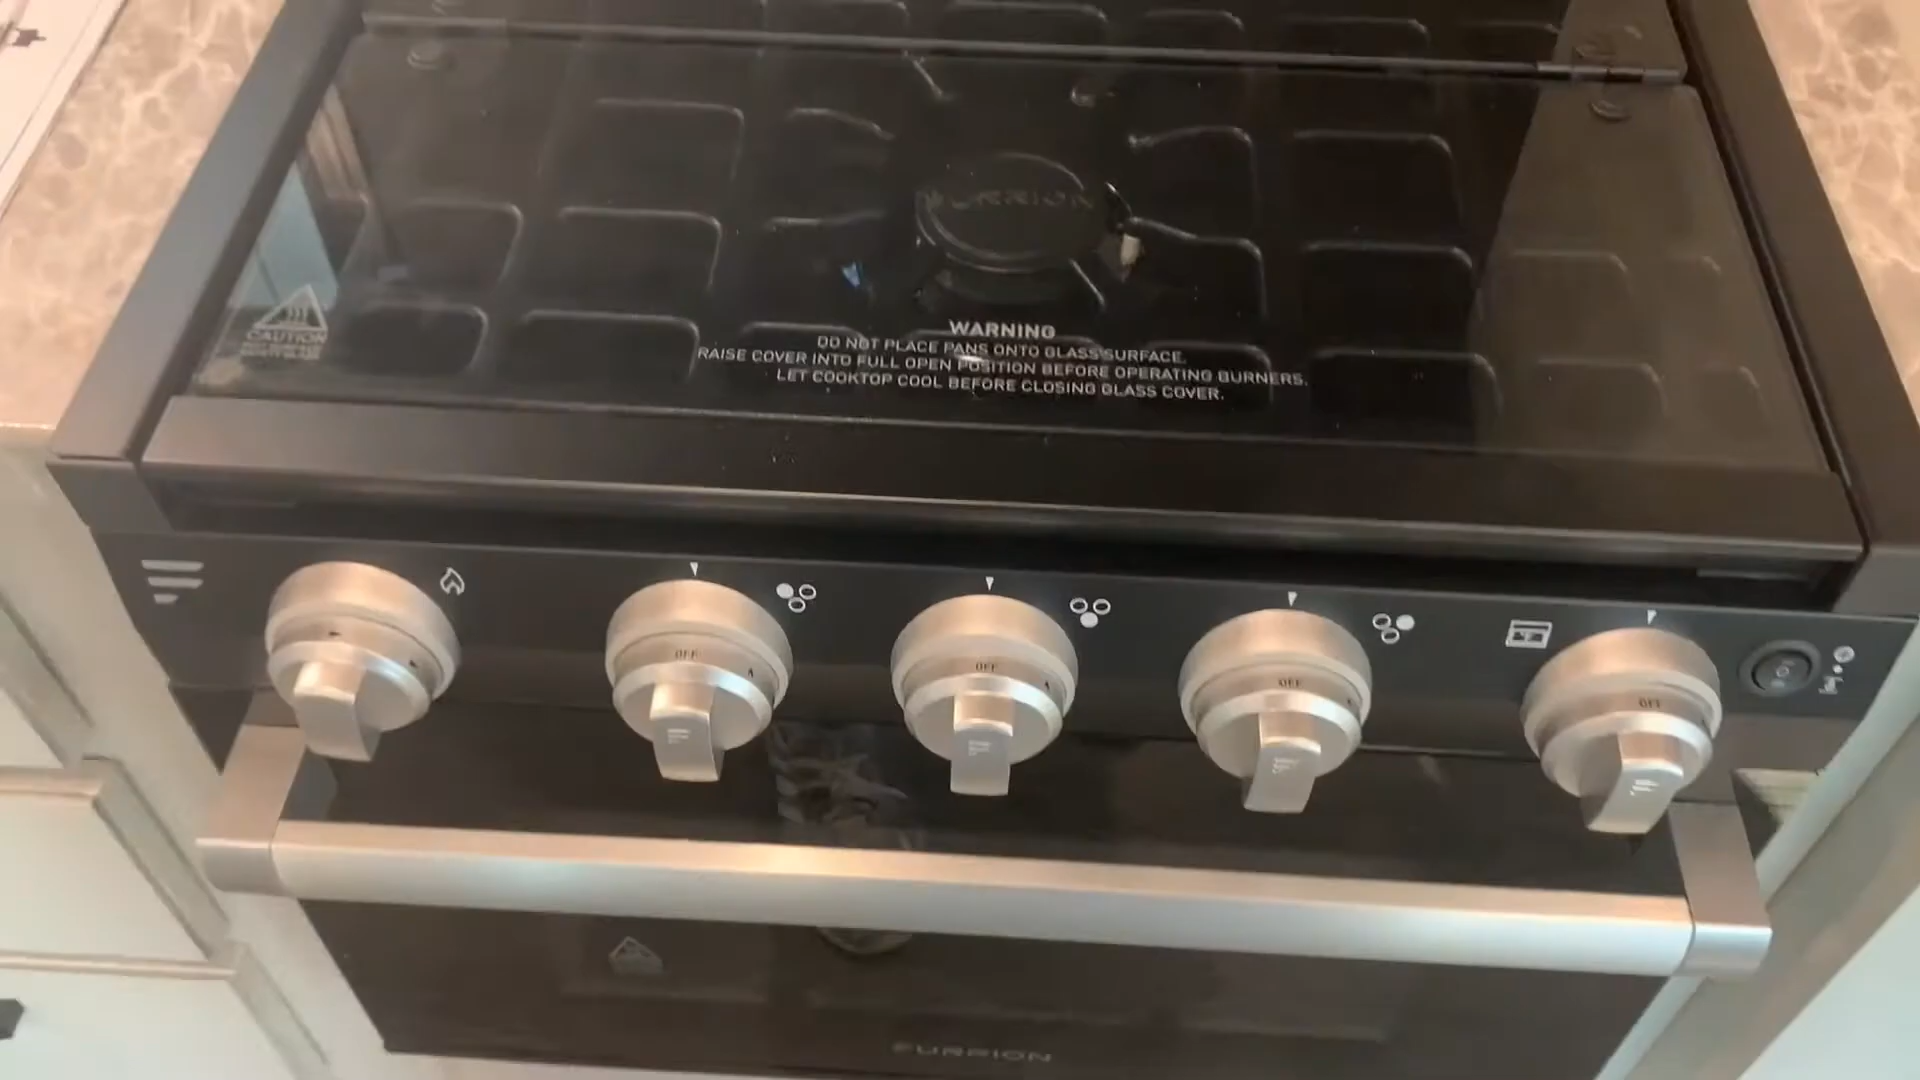 FURRION
CAUTION
WARNING
DO NOT PLACE PANS ONTO GLASS SURFACE.
RAISE COVER INTO FULL OPEN POSITION BEFORE OPERATING BURNERS.
LET COOKTOP COOL BEFORE CLOSING GLASS COVER.
OFF
OFF
OFF
OFF
FURRION